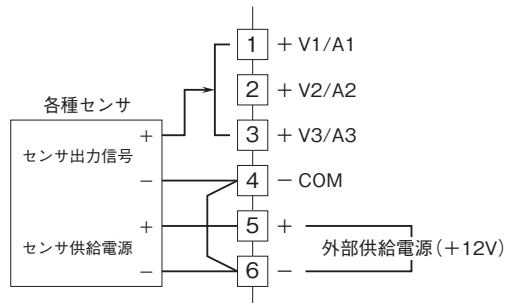 1 + V1/A1
2 + V2/A2
各種センサ
+ 3 + V3/A3
センサ出力信号
− 4 − COM
+ 5 +
センサ供給電源 外部供給電源(+12V)
− 6 −